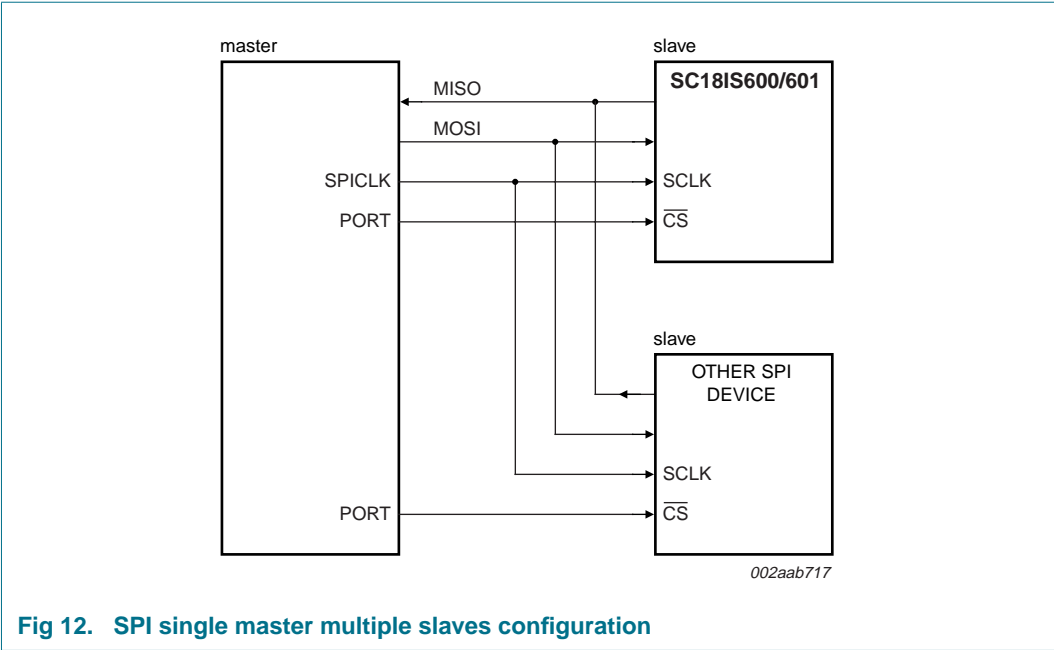 master
slave
SC18IS600/601
MISO
MOSI
SPICLK
SCLK
PORT
CS
slave
OTHER SPI
DEVICE
SCLK
PORT
CS
002aab717
Fig 12. SPI single master multiple slaves configuration